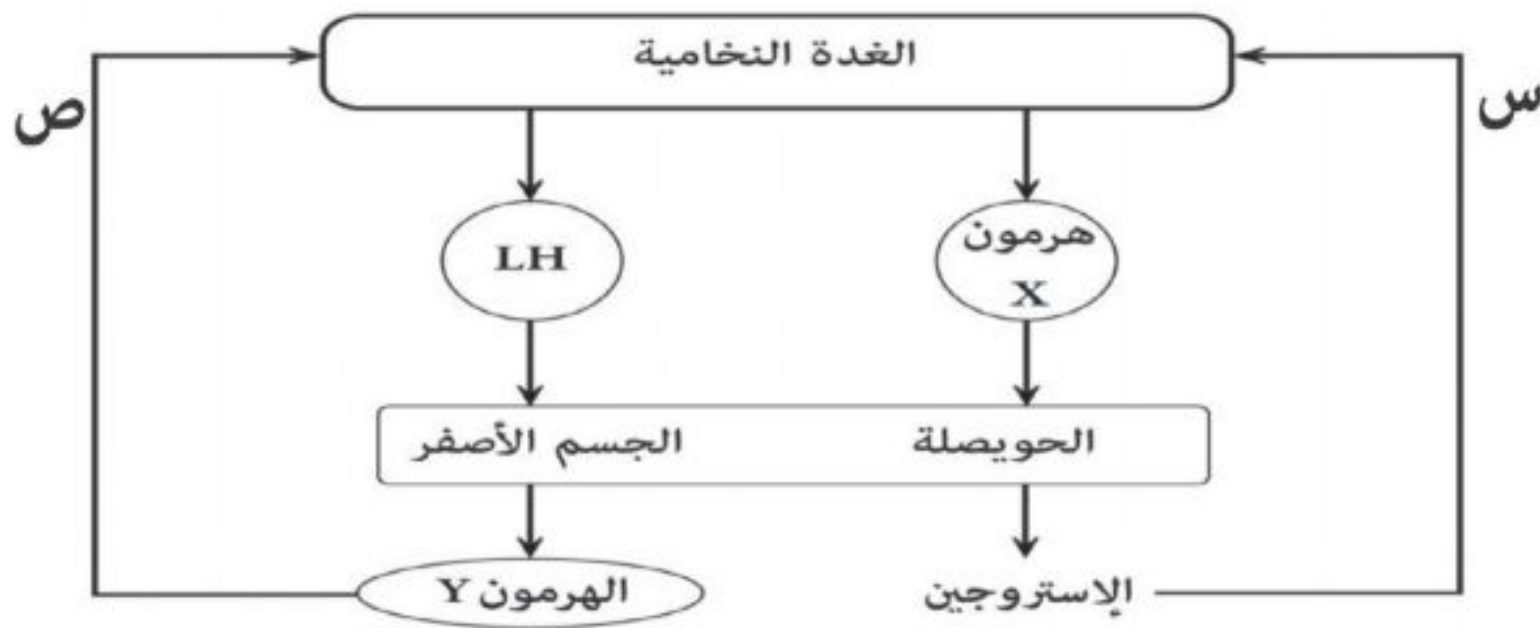 الغدة النخامية
س
ص
هرمون
X
LH
الحويصلة
الجسم الأصفر
الإستروجين
الهرمون Y